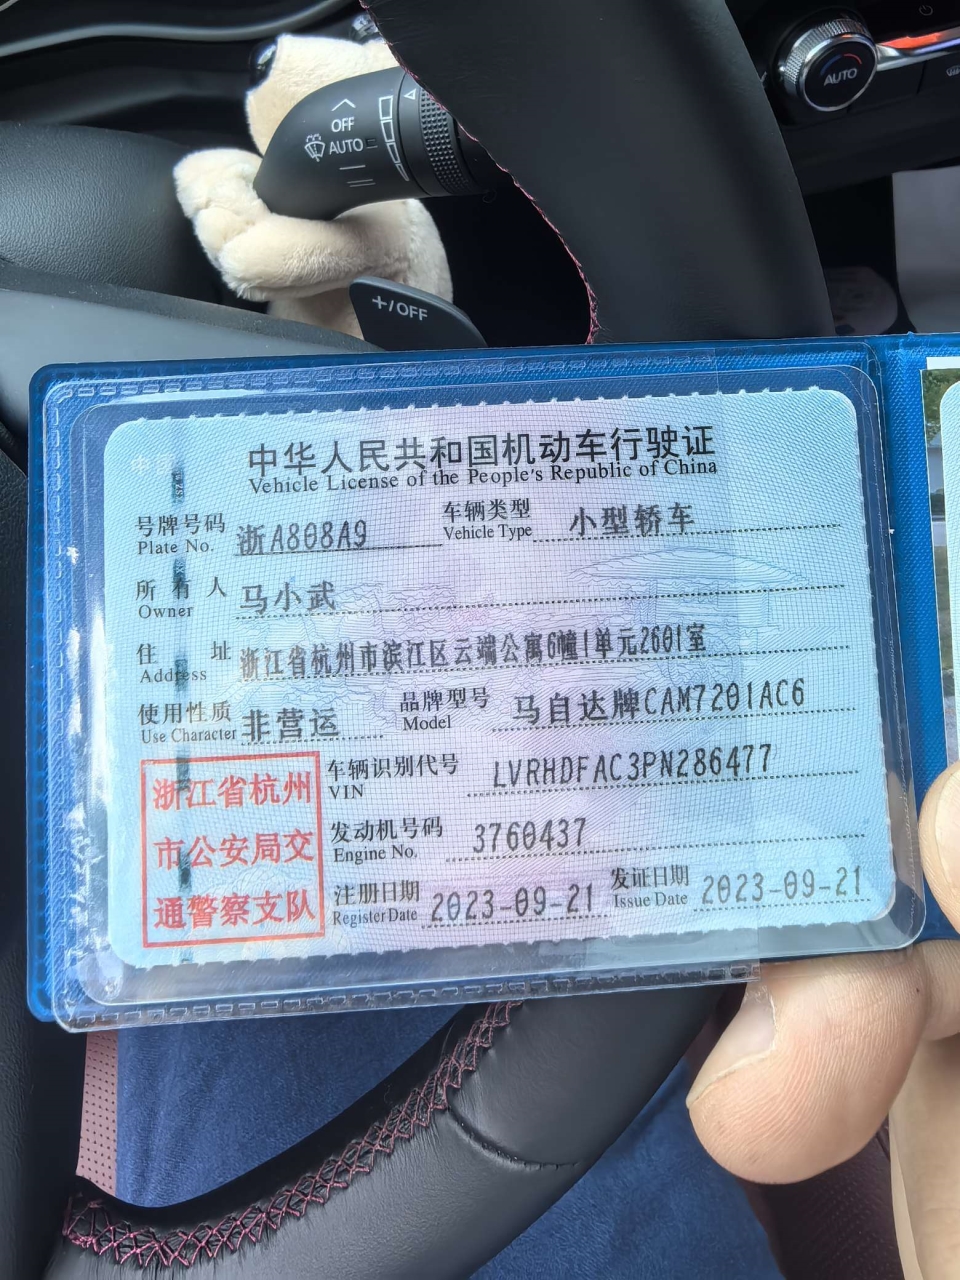 AUTO
OFF
AUTO
+/OFF
中华人民共和国机动车行驶证
Vehicle License of the People's Republic of China
号牌号码 浙A808A9 车辆类型 小型轿车
Plate No. Vehicle Type
所有人 马小武
Owner
住址 浙江省杭州市滨江区云端公寓6幢1单元2601室
Address
使用性质 非营运 品牌型号 马自达牌CAM7201AC6
Use Character Model
浙江省杭州
市公安局交
通警察支队
车辆识别代号 LVRHDFAC3PN286477
VIN
发动机号码 3760437
Engine No.
注册日期 2023-09-21 发证日期 2023-09-21
Register Date Issue Date